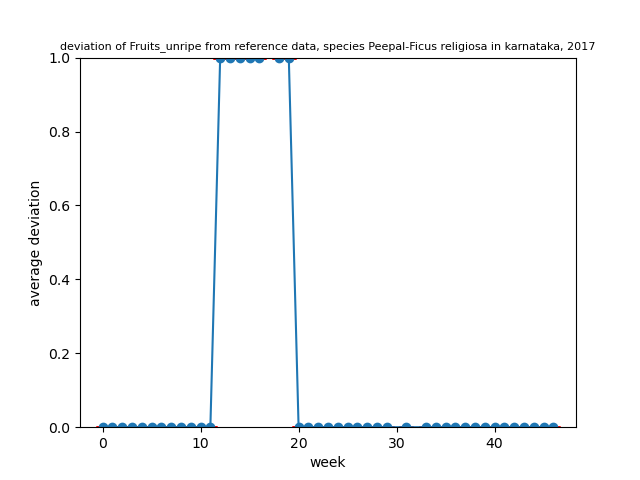 deviation of Fruits_unripe from reference data, species Peepal-Ficus religiosa in karnataka, 2017
1.0
0.8
0.6
0.4
0.2
0.0
average deviation
0 10 20 30 40
week